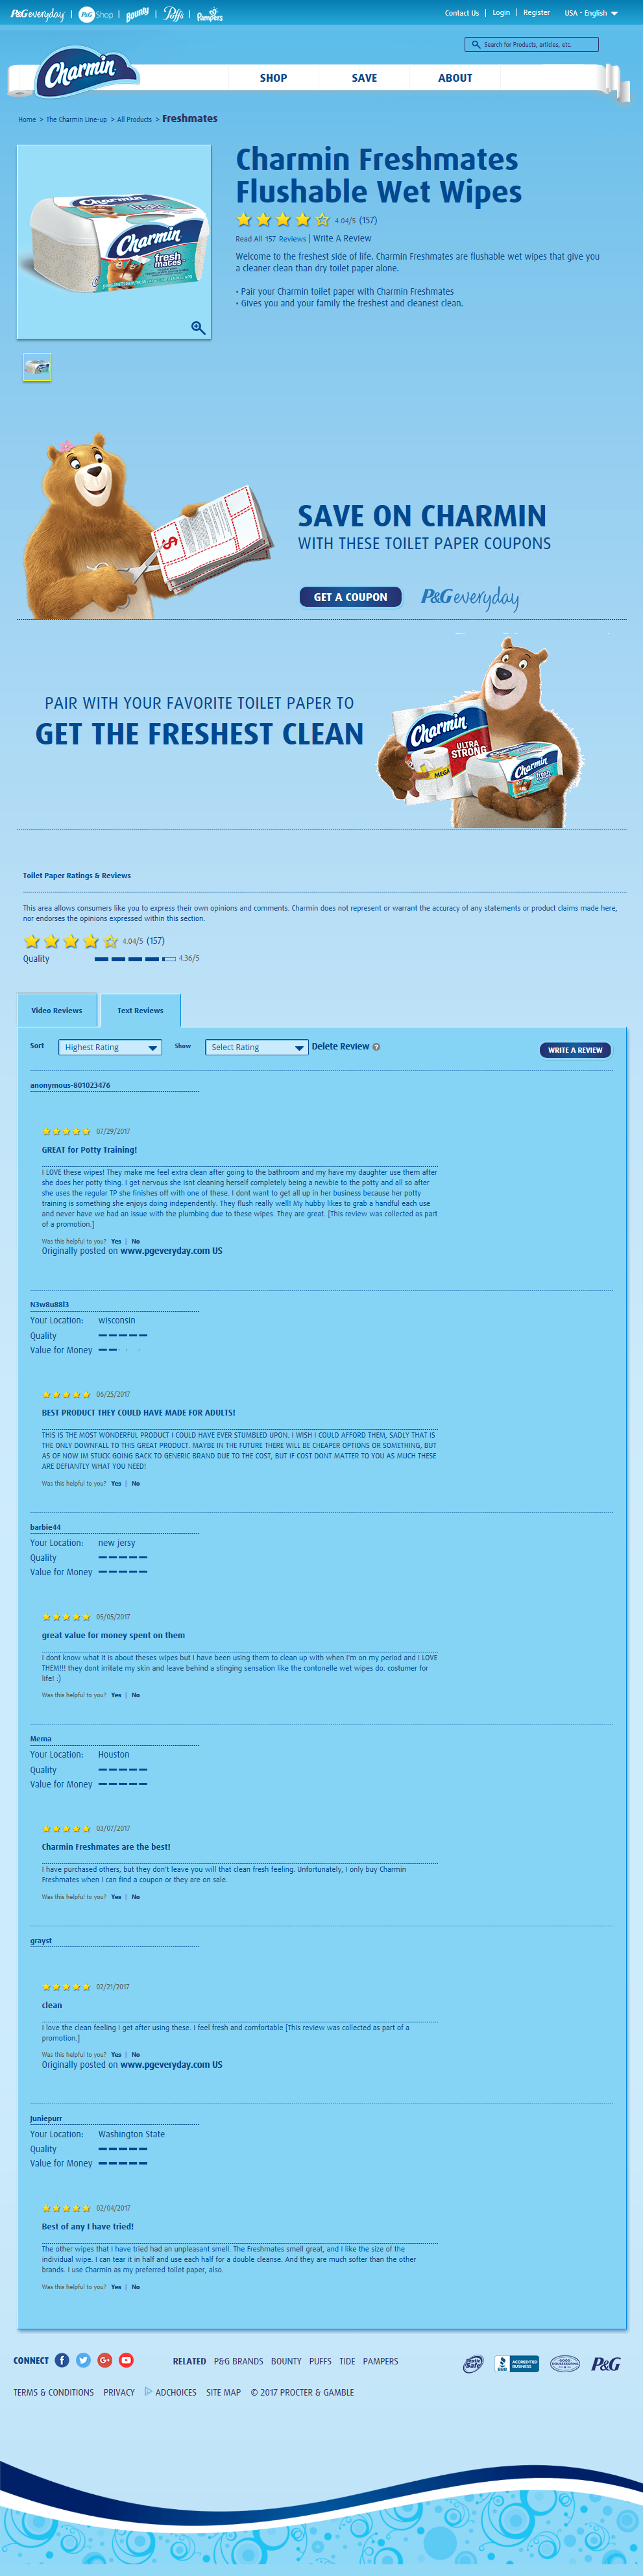 P&G everyday | P&G Shop | Bounty | Puffs | Pampers
Contact Us | Login | Register USA - English
Search for Products, articles, etc.
Charmin
SHOP SAVE ABOUT
Home > The Charmin Line-up > All Products > Freshmates
Charmin Freshmates
Flushable Wet Wipes
4.04/5 (157)
Read All 157 Reviews | Write A Review
Welcome to the freshest side of life. Charmin Freshmates are flushable wet wipes that give you
a cleaner clean than dry toilet paper alone.
• Pair your Charmin toilet paper with Charmin Freshmates
• Gives you and your family the freshest and cleanest clean.
Charmin
Charmin
fresh
mates
$
SAVE ON CHARMIN
WITH THESE TOILET PAPER COUPONS
GET A COUPON P&G everyday
PAIR WITH YOUR FAVORITE TOILET PAPER TO
GET THE FRESHEST CLEAN
Charmin
ULTRA
STRONG
MEGA
Charmin
Toilet Paper Ratings & Reviews
This area allows consumers like you to express their own opinions and comments. Charmin does not represent or warrant the accuracy of any statements or product claims made here,
nor endorses the opinions expressed within this section.
4.04/5 (157)
Quality 4.36/5
Video Reviews Text Reviews
Sort Highest Rating Show Select Rating Delete Review ? WRITE A REVIEW
anonymous-801023476
07/29/2017
GREAT for Potty Training!
I LOVE these wipes! They make me feel extra clean after going to the bathroom and my have my daughter use them after
she does her potty thing. I get nervous she isnt cleaning herself completely being a newbie to the potty and all so after
she uses the regular TP she finishes off with one of these. I dont want to get all up in her business because her potty
training is something she enjoys doing independently. They flush really well! My hubby likes to grab a handful each use
and never have we had an issue with the plumbing due to these wipes. They are great. [This review was collected as part
of a promotion.]
Was this helpful to you? Yes | No
Originally posted on www.pgeveryday.com US
N3w8u88l3
Your Location: wisconsin
Quality
Value for Money
06/25/2017
BEST PRODUCT THEY COULD HAVE MADE FOR ADULTS!
THIS IS THE MOST WONDERFUL PRODUCT I COULD HAVE EVER STUMBLED UPON. I WISH I COULD AFFORD THEM, SADLY THAT IS
THE ONLY DOWNFALL TO THIS GREAT PRODUCT. MAYBE IN THE FUTURE THERE WILL BE CHEAPER OPTIONS OR SOMETHING, BUT
AS OF NOW IM STUCK GOING BACK TO GENERIC BRAND DUE TO THE COST, BUT IF COST DONT MATTER TO YOU AS MUCH THESE
ARE DEFIANTLY WHAT YOU NEED!
Was this helpful to you? Yes | No
barbie44
Your Location: new jersy
Quality
Value for Money
05/05/2017
great value for money spent on them
I dont know what it is about theses wipes but I have been using them to clean up with when I'm on my period and I LOVE
THEM!!! they dont irritate my skin and leave behind a stinging sensation like the contonelle wet wipes do. costumer for
life! :)
Was this helpful to you? Yes | No
Mema
Your Location: Houston
Quality
Value for Money
03/07/2017
Charmin Freshmates are the best!
I have purchased others, but they don't leave you will that clean fresh feeling. Unfortunately, I only buy Charmin
Freshmates when I can find a coupon or they are on sale.
Was this helpful to you? Yes | No
grayst
02/21/2017
clean
I love the clean feeling I get after using these. I feel fresh and comfortable [This review was collected as part of a
promotion.]
Was this helpful to you? Yes | No
Originally posted on www.pgeveryday.com US
Juniepurr
Your Location: Washington State
Quality
Value for Money
02/04/2017
Best of any I have tried!
The other wipes that I have tried had an unpleasant smell. The Freshmates smell great, and I like the size of the
individual wipe. I can tear it in half and use each half for a double cleanse. And they are much softer than the other
brands. I use Charmin as my preferred toilet paper, also.
Was this helpful to you? Yes | No
CONNECT RELATED P&G BRANDS BOUNTY PUFFS TIDE PAMPERS
BBB ACCREDITED BUSINESS P&G
TERMS & CONDITIONS PRIVACY ADCHOICES SITE MAP © 2017 PROCTER & GAMBLE